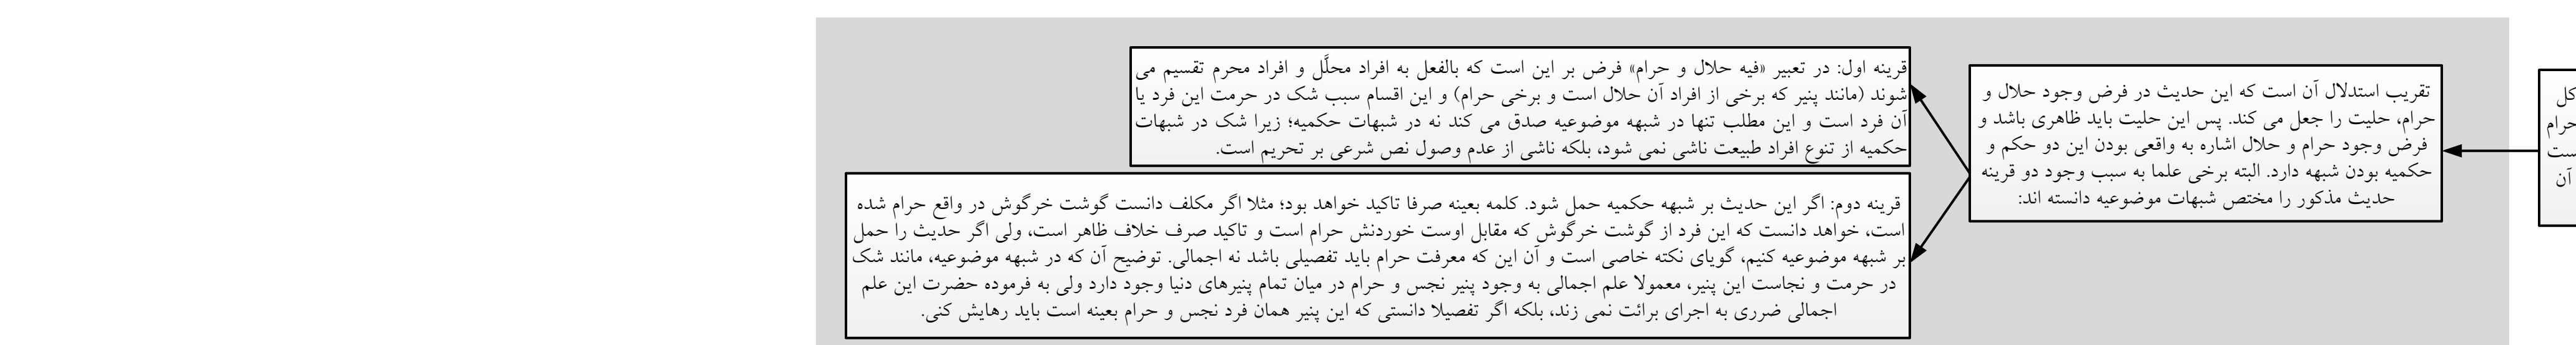 کل
حرام
ست
آن
تقریب استدلال آن است که این حدیث در فرض وجود حلال و
حرام، حلیت را جعل می کند. پس این حلیت باید ظاهری باشد و
فرض وجود حرام و حلال اشاره به واقعی بودن این دو حکم و
حکمیه بودن شبهه دارد. البته برخی علما به سبب وجود دو قرینه
حدیث مذکور را مختص شبهات موضوعیه دانسته اند:
قرینه اول: در تعبیر «فیه حلال و حرام» فرض بر این است که بالفعل به افراد محلَّل و افراد محرم تقسیم می
شوند (مانند پنیر که برخی از افراد آن حلال است و برخی حرام) و این اقسام سبب شک در حرمت این فرد یا
آن فرد است و این مطلب تنها در شبهه موضوعیه صدق می کند نه در شبهات حکمیه؛ زیرا شک در شبهات
حکمیه از تنوع افراد طبیعت ناشی نمی شود، بلکه ناشی از عدم وصول نص شرعی بر تحریم است.
قرینه دوم: اگر این حدیث بر شبهه حکمیه حمل شود. کلمه بعینه صرفا تاکید خواهد بود؛ مثلا اگر مکلف دانست گوشت خرگوش در واقع حرام شده
است، خواهد دانست که این فرد از گوشت خرگوش که مقابل اوست خوردنش حرام است و تاکید صرف خلاف ظاهر است، ولی اگر حدیث را حمل
بر شبهه موضوعیه کنیم، گویای نکته خاصی است و آن این که معرفت حرام باید تفصیلی باشد نه اجمالی. توضیح آن که در شبهه موضوعیه، مانند شک
در حرمت و نجاست این پنیر، معمولا علم اجمالی به وجود پنیر نجس و حرام در میان تمام پنیرهای دنیا وجود دارد ولی به فرموده حضرت این علم
اجمالی ضرری به اجرای برائت نمی زند، بلکه اگر تفصیلا دانستی که این پنیر همان فرد نجس و حرام بعینه است باید رهایش کنی.